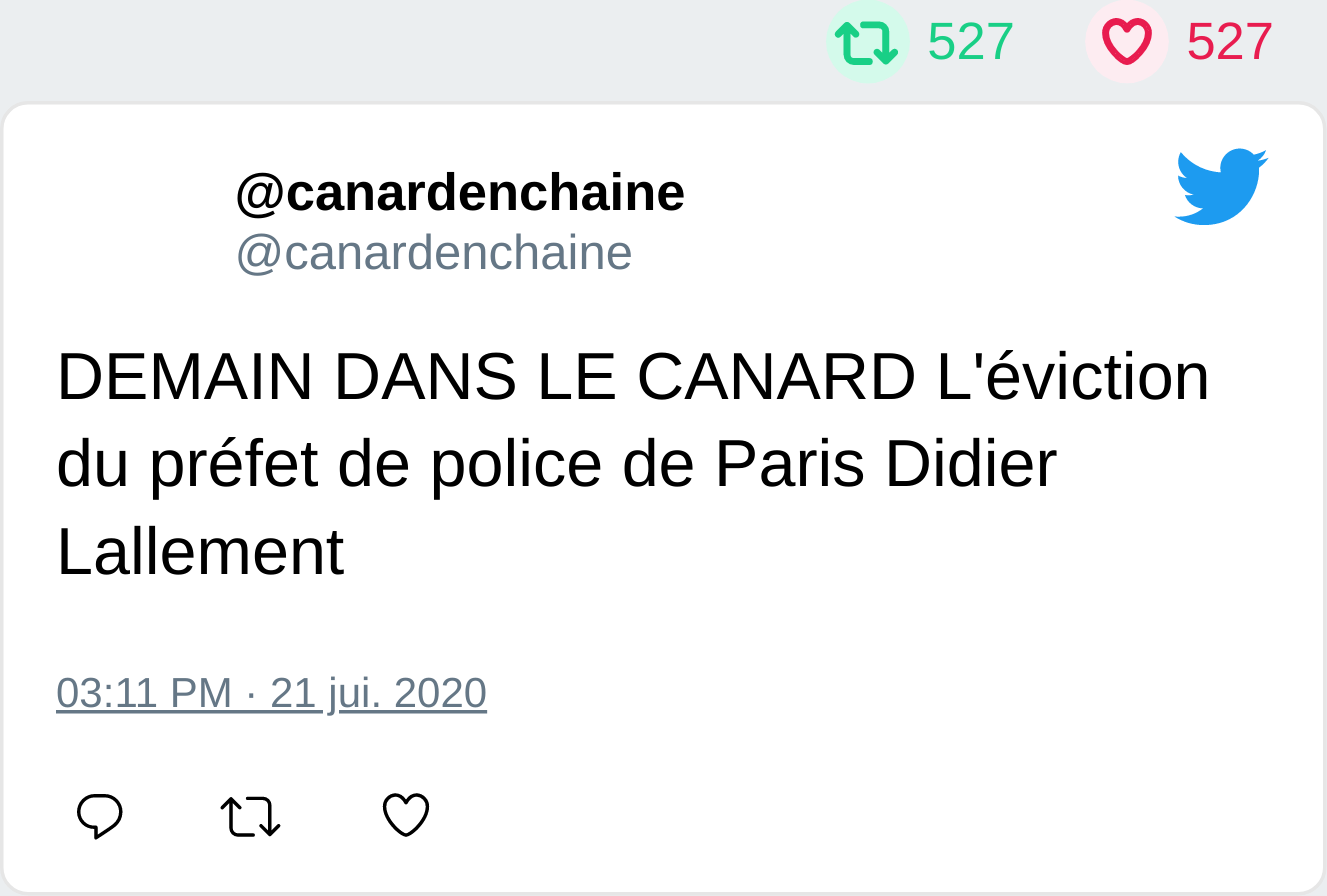 527 527
@canardenchaine
@canardenchaine
DEMAIN DANS LE CANARD L'éviction
du préfet de police de Paris Didier
Lallement
03:11 PM · 21 jui. 2020